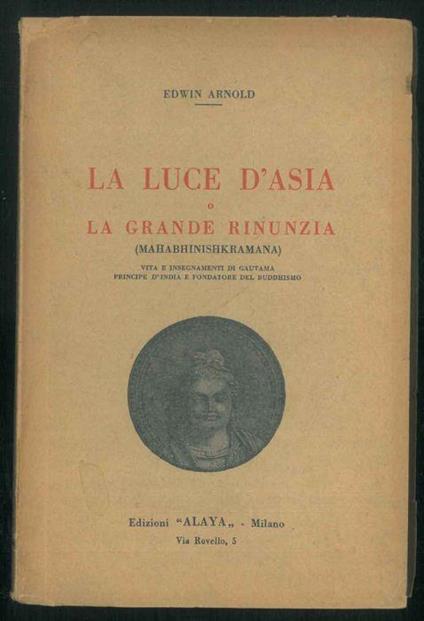 EDWIN ARNOLD
LA LUCE D'ASIA
o
LA GRANDE RINUNZIA
(MAHABHINISHKRAMANA)
VITA E INSEGNAMENTI DI GAUTAMA
PRINCIPE D'INDIA E FONDATORE DEL BUDDHISMO
Edizioni "ALAYA„ - Milano
Via Rovello, 5